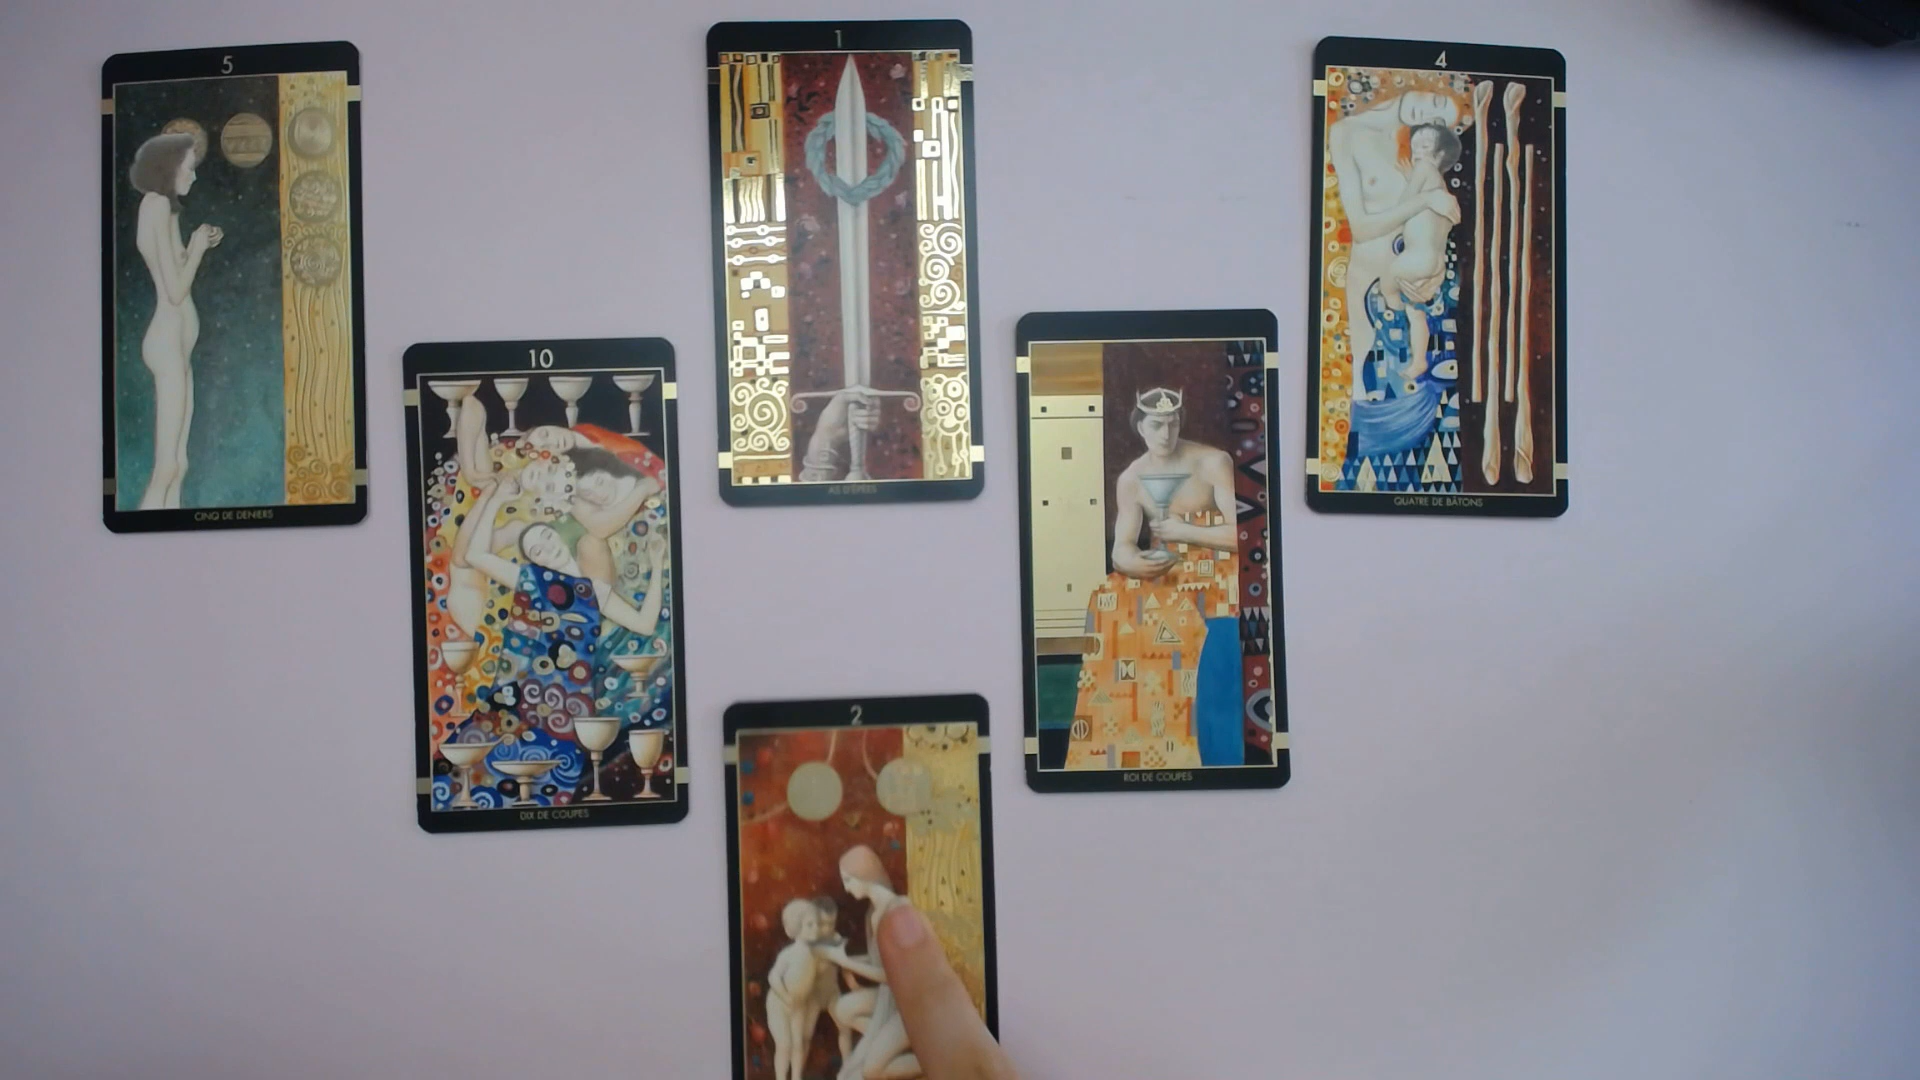 5
CINQ DE DENIERS
10
DIX DE COUPES
1
AS D'ÉPÉES
2
ROI DE COUPES
4
QUATRE DE BÂTONS